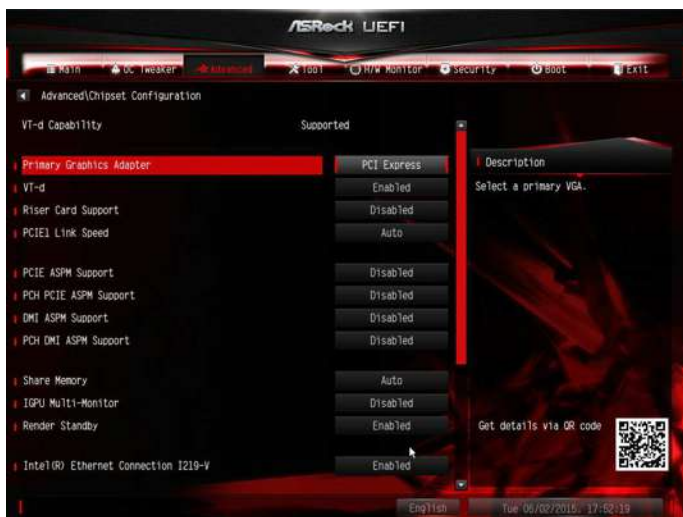 ASRock UEFI
Main OC Tweaker Advanced Tool H/W Monitor Security Boot Exit
Advanced\Chipset Configuration
VT-d Capability Supported
Primary Graphics Adapter PCI Express
Description
VT-d Enabled
Select a primary VGA.
Riser Card Support Disabled
PCIE1 Link Speed Auto
PCIE ASPM Support Disabled
PCH PCIE ASPM Support Disabled
DMI ASPM Support Disabled
PCH DMI ASPM Support Disabled
Share Memory Auto
IGPU Multi-Monitor Disabled
Render Standby Enabled
Get details via QR code
Intel(R) Ethernet Connection I219-V Enabled
English Tue 06/02/2015. 17:52:19